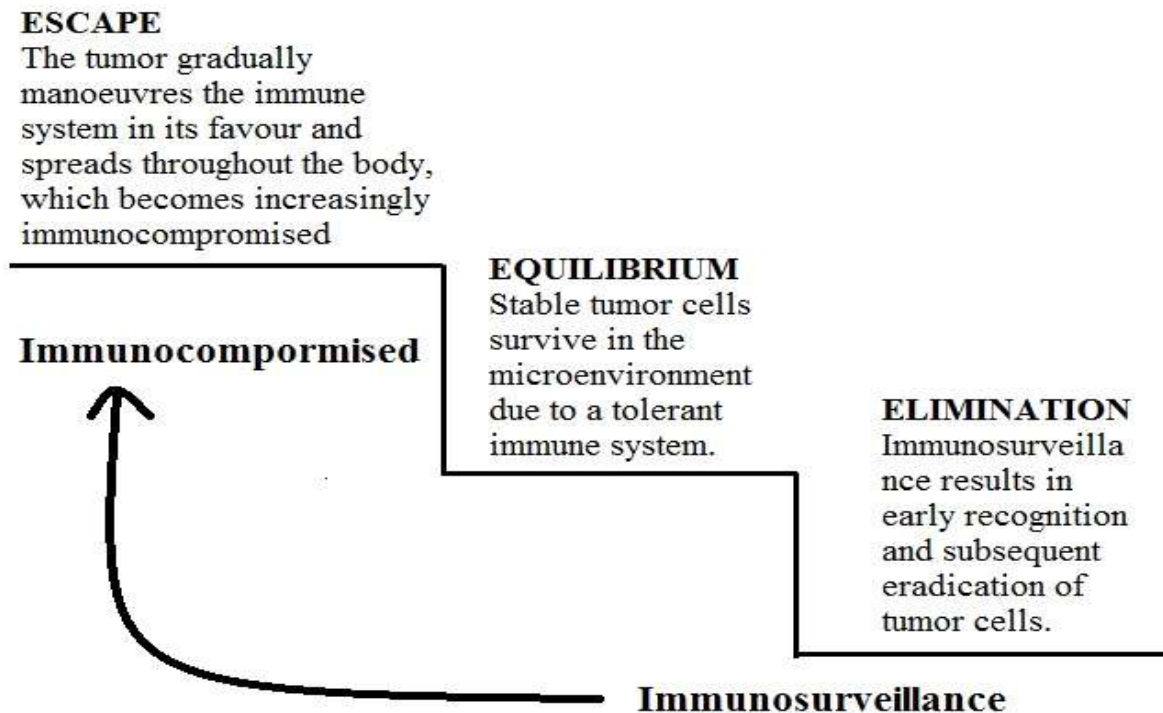 ESCAPE
The tumor gradually
manoeuvres the immune
system in its favour and
spreads throughout the body,
which becomes increasingly
immunocompromised
Immunocompormised
EQUILIBRIUM
Stable tumor cells
survive in the
microenvironment
due to a tolerant
immune system.
ELIMINATION
Immunosurveilla
nce results in
early recognition
and subsequent
eradication of
tumor cells.
Immunosurveillance